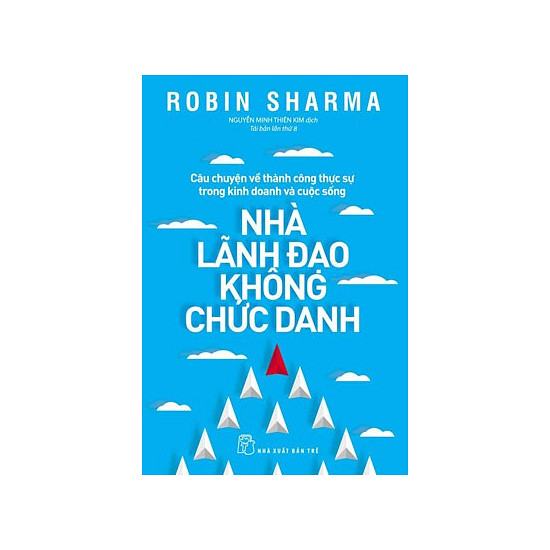 ROBIN SHARMA
NGUYỄN MINH THIÊN KIM dịch
Tái bản lần thứ 8
Câu chuyện về thành công thực sự
trong kinh doanh và cuộc sống
NHÀ
LÃNH ĐẠO
KHÔNG
CHỨC DANH
NHÀ XUẤT BẢN TRẺ